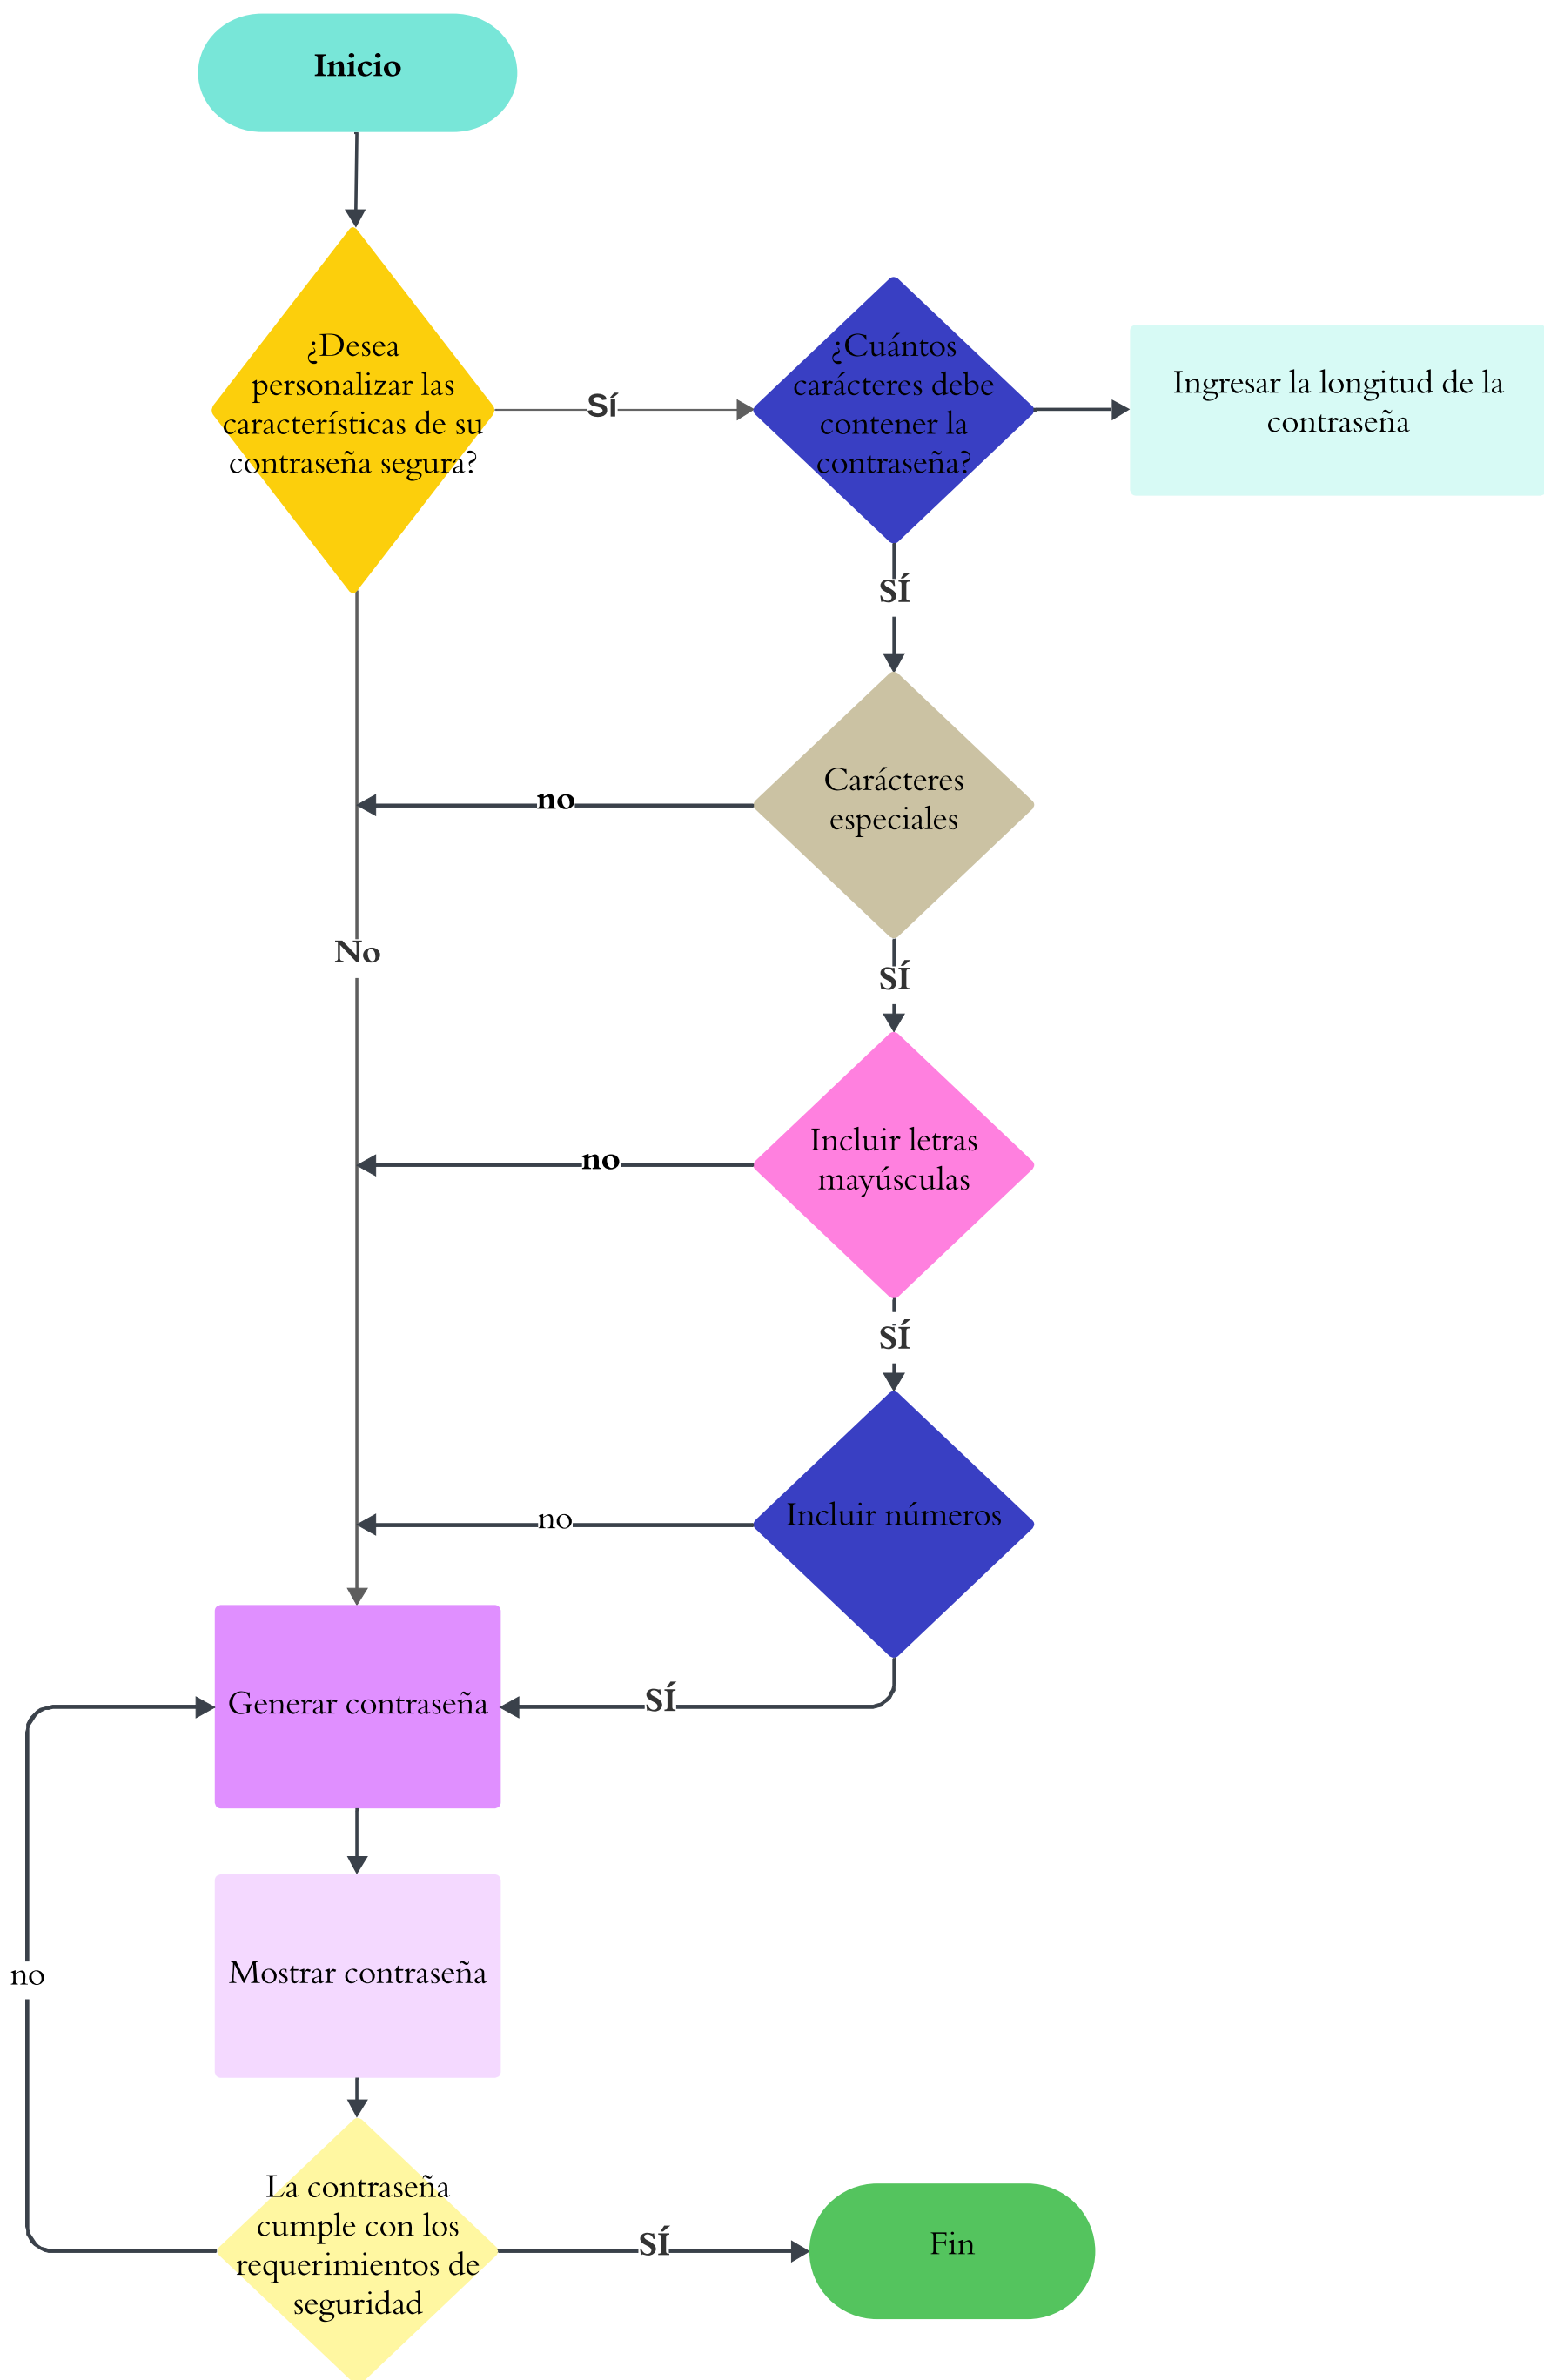 Inicio
¿Desea
personalizar las
características de su
contraseña segura?
Sí
¿Cuántos
carácteres debe
contener la
contraseña?
Ingresar la longitud de la
contraseña
SÍ
Carácteres
especiales
no
No
SÍ
Incluir letras
mayúsculas
no
SÍ
Incluir números
no
Generar contraseña
SÍ
Mostrar contraseña
no
La contraseña
cumple con los
requerimientos de
seguridad
SÍ
Fin